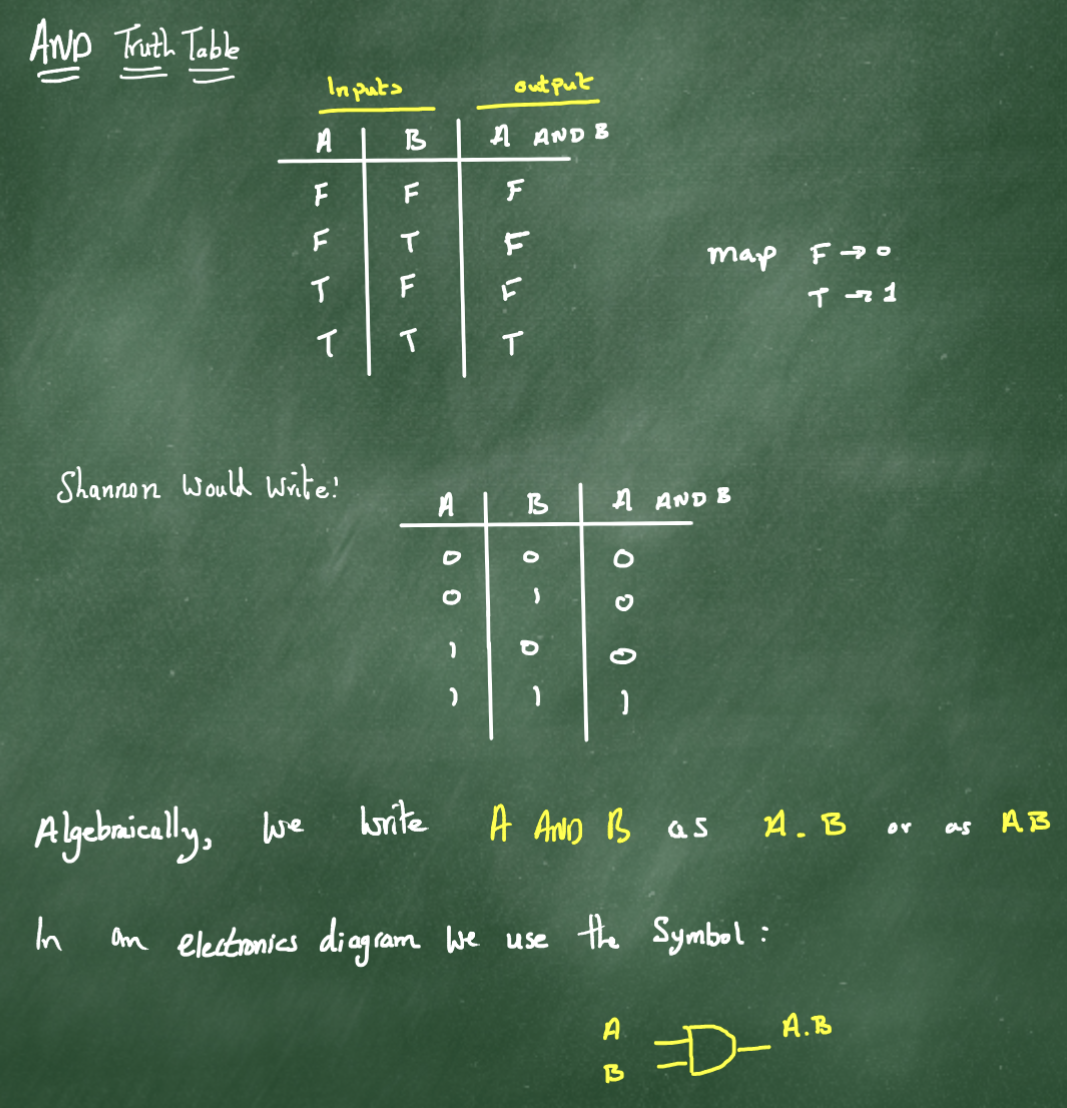 AND Truth Table
Inputs output
A B A AND B
F F F
F T F
T F F
T T T
map F → 0
T → 1
Shannon would write:
A B A AND B
0 0 0
0 1 0
1 0 0
1 1 1
Algebraically, we write A AND B as A.B or as AB
In an electronics diagram we use the symbol:
A
B
A.B